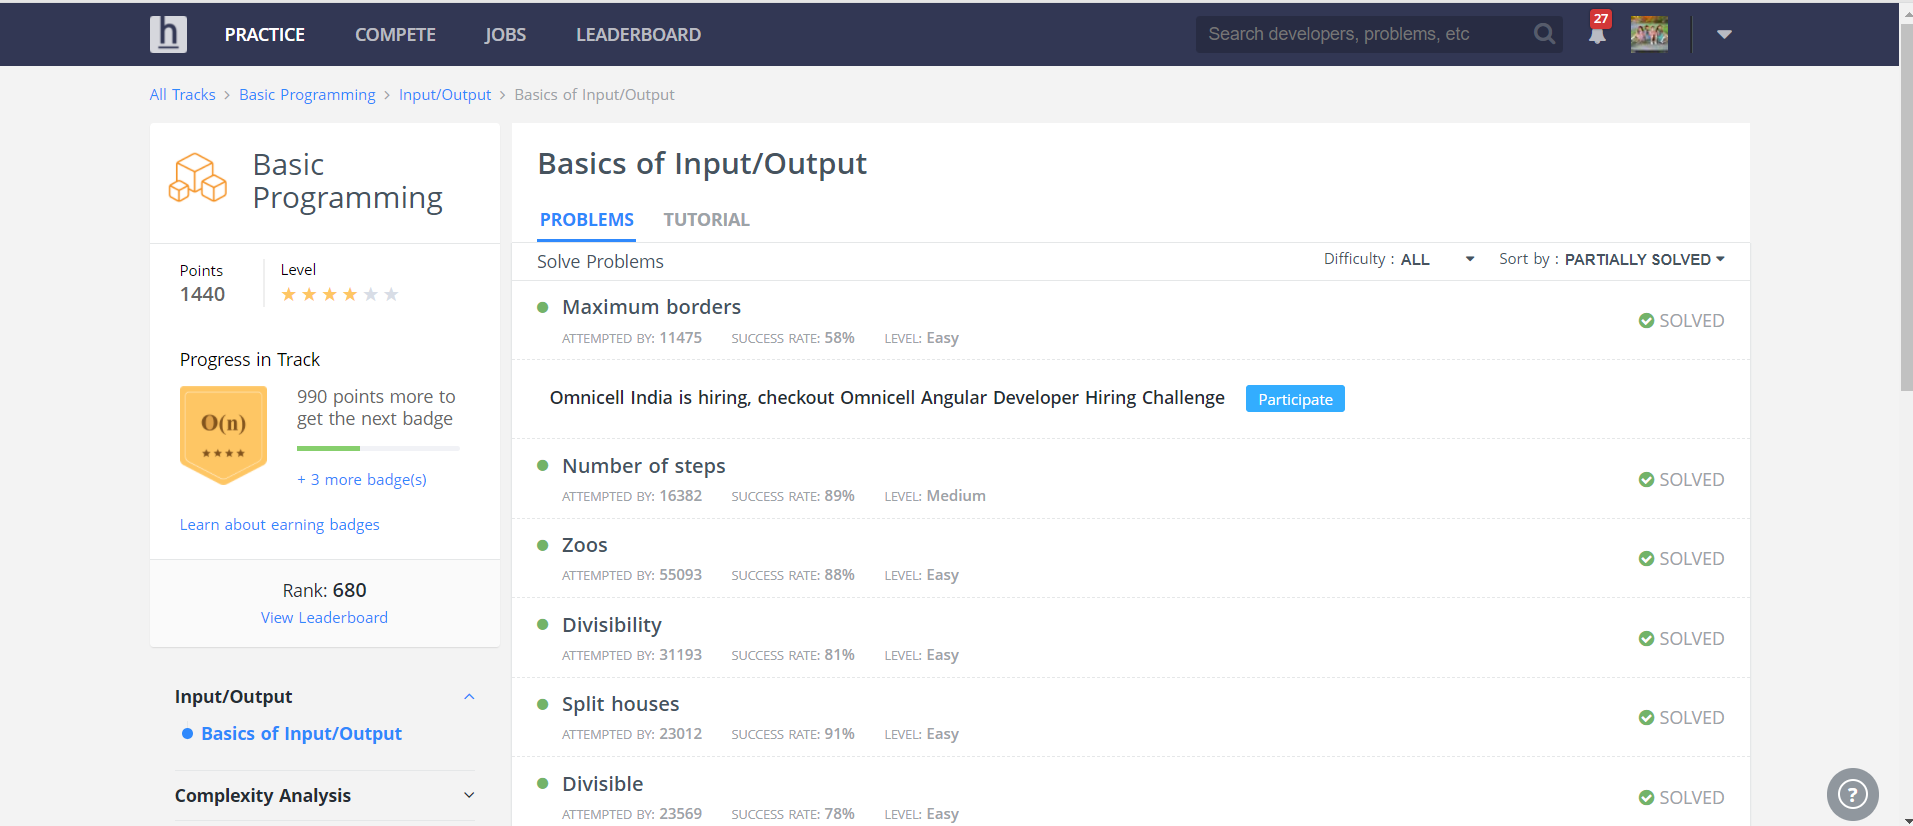 h PRACTICE COMPETE JOBS LEADERBOARD Search developers, problems, etc 27
All Tracks > Basic Programming > Input/Output > Basics of Input/Output
Basic
Programming
Points
1440
Level
Progress in Track
O(n)
990 points more to
get the next badge
+ 3 more badge(s)
Learn about earning badges
Rank: 680
View Leaderboard
Input/Output
Basics of Input/Output
Complexity Analysis
Basics of Input/Output
PROBLEMS TUTORIAL
Solve Problems Difficulty : ALL Sort by : PARTIALLY SOLVED
Maximum borders
ATTEMPTED BY: 11475 SUCCESS RATE: 58% LEVEL: Easy
SOLVED
Omnicell India is hiring, checkout Omnicell Angular Developer Hiring Challenge Participate
Number of steps
ATTEMPTED BY: 16382 SUCCESS RATE: 89% LEVEL: Medium
SOLVED
Zoos
ATTEMPTED BY: 55093 SUCCESS RATE: 88% LEVEL: Easy
SOLVED
Divisibility
ATTEMPTED BY: 31193 SUCCESS RATE: 81% LEVEL: Easy
SOLVED
Split houses
ATTEMPTED BY: 23012 SUCCESS RATE: 91% LEVEL: Easy
SOLVED
Divisible
ATTEMPTED BY: 23569 SUCCESS RATE: 78% LEVEL: Easy
SOLVED
?